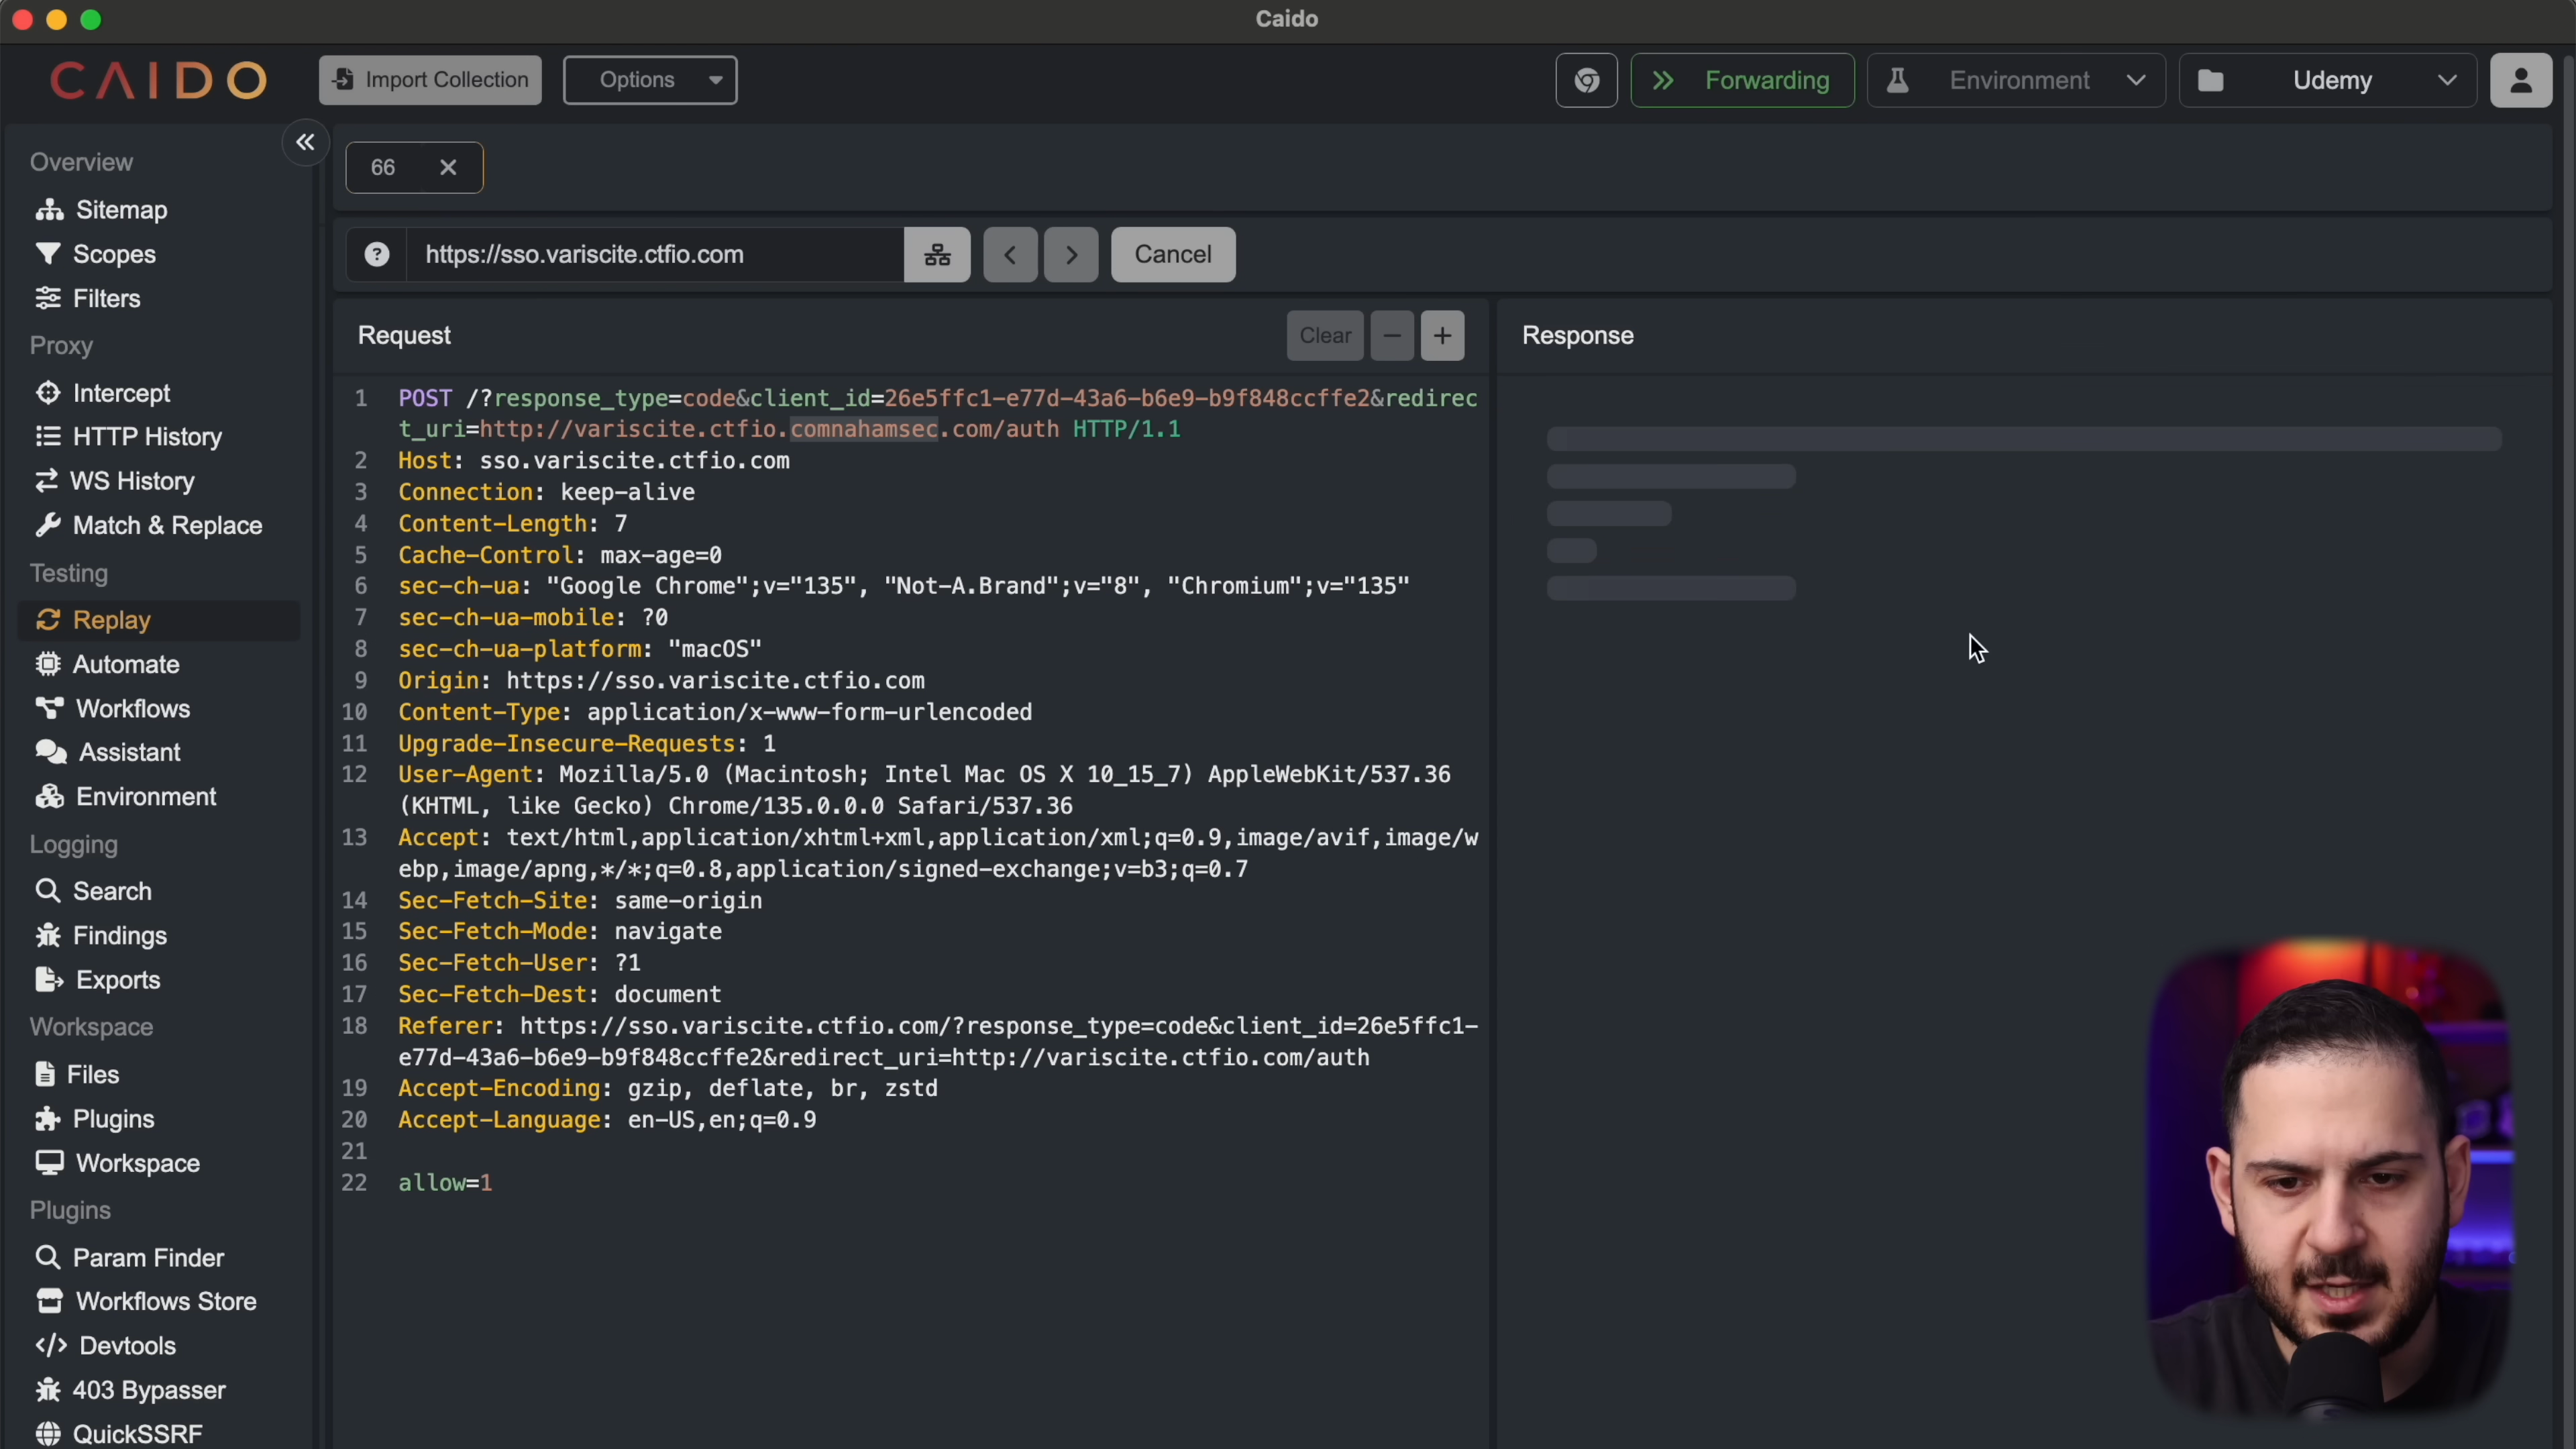 Caido
CAIDO
Import Collection
Options
Forwarding
Environment
Udemy
Overview
Sitemap
Scopes
Filters
Proxy
Intercept
HTTP History
WS History
Match & Replace
Testing
Replay
Automate
Workflows
Assistant
Environment
Logging
Search
Findings
Exports
Workspace
Files
Plugins
Workspace
Plugins
Param Finder
Workflows Store
Devtools
403 Bypasser
QuickSSRF
66
? https://sso.variscite.ctfio.com
Cancel
Request
Clear
Response
1 POST /?response_type=code&client_id=26e5ffc1-e77d-43a6-b6e9-b9f848ccffe2&redirec
t_uri=http://variscite.ctfio.comnahamsec.com/auth HTTP/1.1
2 Host: sso.variscite.ctfio.com
3 Connection: keep-alive
4 Content-Length: 7
5 Cache-Control: max-age=0
6 sec-ch-ua: "Google Chrome";v="135", "Not-A.Brand";v="8", "Chromium";v="135"
7 sec-ch-ua-mobile: ?0
8 sec-ch-ua-platform: "macOS"
9 Origin: https://sso.variscite.ctfio.com
10 Content-Type: application/x-www-form-urlencoded
11 Upgrade-Insecure-Requests: 1
12 User-Agent: Mozilla/5.0 (Macintosh; Intel Mac OS X 10_15_7) AppleWebKit/537.36
(KHTML, like Gecko) Chrome/135.0.0.0 Safari/537.36
13 Accept: text/html,application/xhtml+xml,application/xml;q=0.9,image/avif,image/w
ebp,image/apng,*/*;q=0.8,application/signed-exchange;v=b3;q=0.7
14 Sec-Fetch-Site: same-origin
15 Sec-Fetch-Mode: navigate
16 Sec-Fetch-User: ?1
17 Sec-Fetch-Dest: document
18 Referer: https://sso.variscite.ctfio.com/?response_type=code&client_id=26e5ffc1-
e77d-43a6-b6e9-b9f848ccffe2&redirect_uri=http://variscite.ctfio.com/auth
19 Accept-Encoding: gzip, deflate, br, zstd
20 Accept-Language: en-US,en;q=0.9
21
22 allow=1